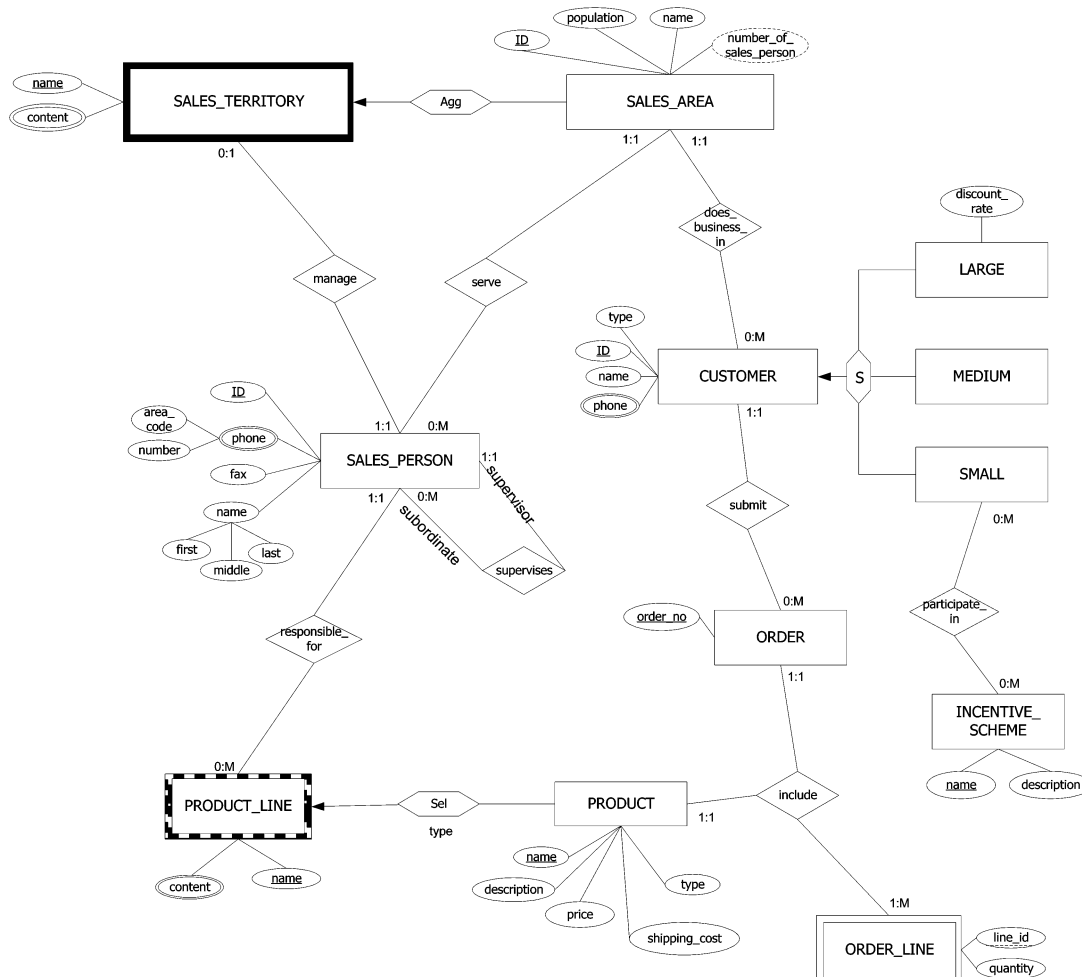 population
name
ID
number_of_
sales_person
name
content
SALES_TERRITORY
Agg
SALES_AREA
0:1
1:1
1:1
discount_
rate
does_
business_
in
LARGE
manage
serve
type
0:M
ID
name
CUSTOMER
S
MEDIUM
phone
1:1
ID
area_
code
phone
number
1:1
0:M
SALES_PERSON
1:1
fax
SMALL
1:1
0:M
supervisor
subordinate
name
submit
0:M
first
last
middle
supervises
0:M
participate_
in
order_no
ORDER
responsible_
for
1:1
0:M
INCENTIVE_
SCHEME
0:M
name
description
PRODUCT_LINE
Sel
type
PRODUCT
include
1:1
content
name
name
description
type
price
shipping_cost
1:M
ORDER_LINE
line_id
quantity